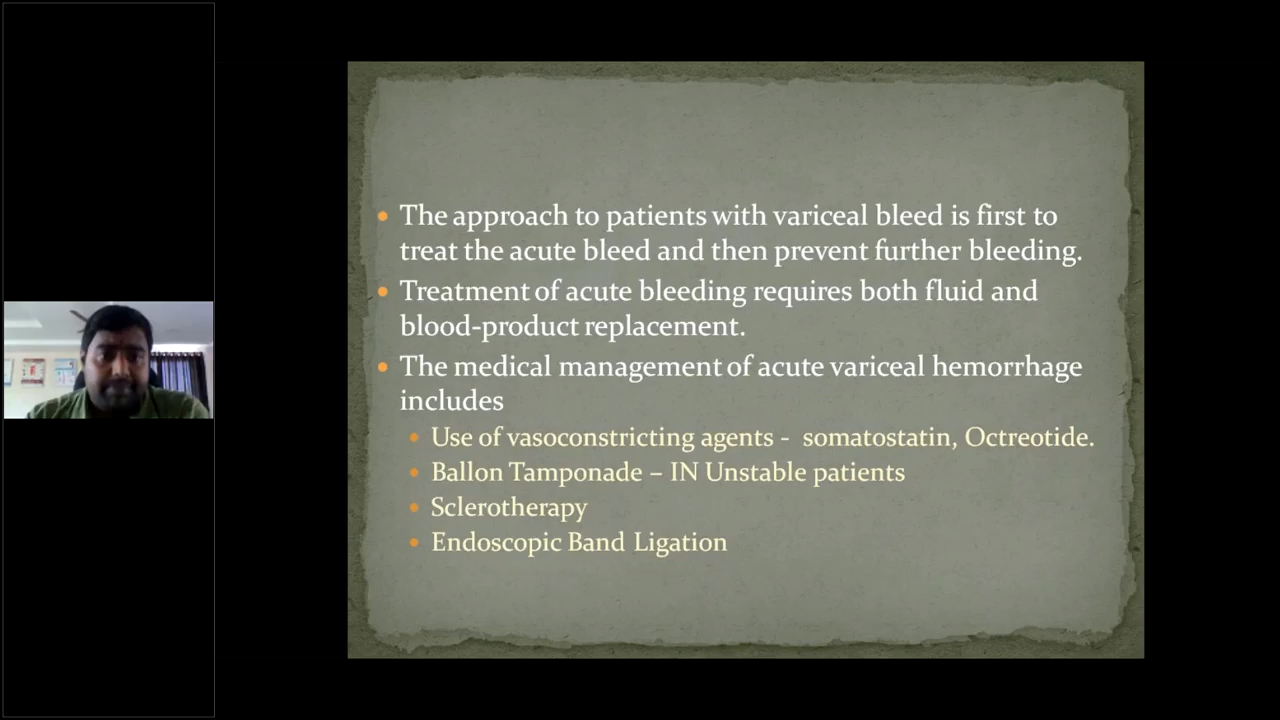 The approach to patients with variceal bleed is first to
treat the acute bleed and then prevent further bleeding.
Treatment of acute bleeding requires both fluid and
blood-product replacement.
The medical management of acute variceal hemorrhage
includes
Use of vasoconstricting agents - somatostatin, Octreotide.
Ballon Tamponade – IN Unstable patients
Sclerotherapy
Endoscopic Band Ligation